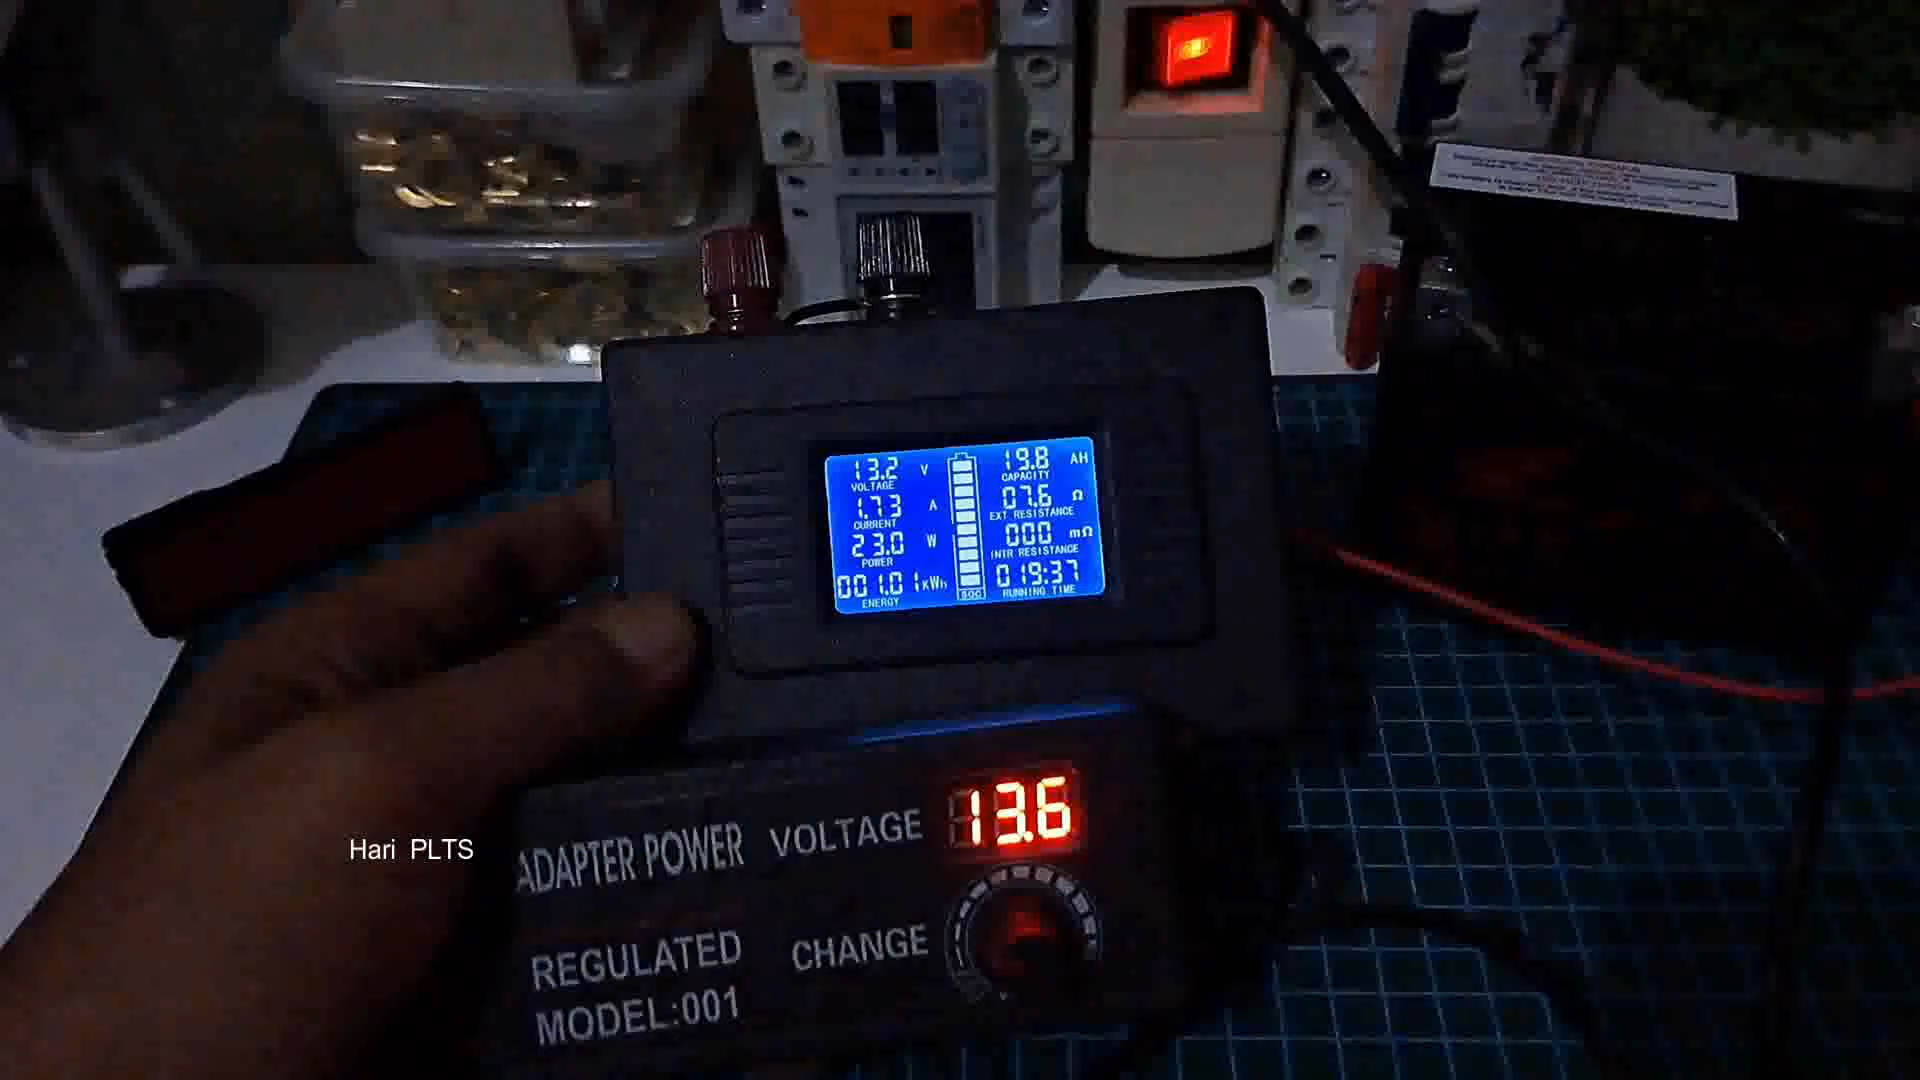 13.2 V
VOLTAGE
1.73 A
CURRENT
23.0 W
POWER
001.01kWh
ENERGY
SOC
19.8 AH
CAPACITY
07.6 Ω
EXT RESISTANCE
000 mΩ
INTR RESISTANCE
019:37
RUNNING TIME
ADAPTER POWER
REGULATED
MODEL:001
VOLTAGE 13.6
CHANGE
Hari PLTS